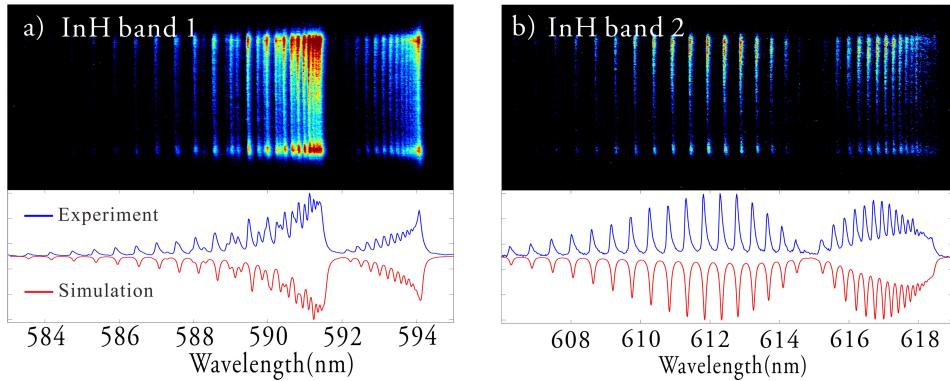 a) InH band 1
Experiment
Simulation
584 586 588 590 592 594
Wavelength(nm)
b) InH band 2
608 610 612 614 616 618
Wavelength(nm)